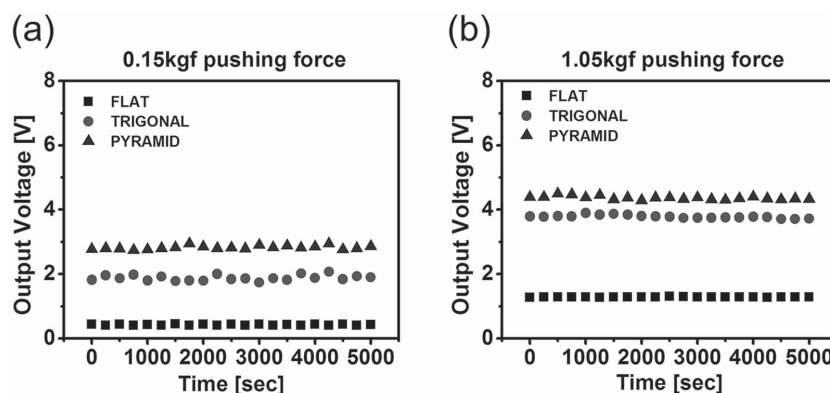 (a)
0.15kgf pushing force
Output Voltage [V]
8
6
4
2
0
FLAT
TRIGONAL
PYRAMID
0 1000 2000 3000 4000 5000
Time [sec]
(b)
1.05kgf pushing force
Output Voltage [V]
8
6
4
2
0
FLAT
TRIGONAL
PYRAMID
0 1000 2000 3000 4000 5000
Time [sec]